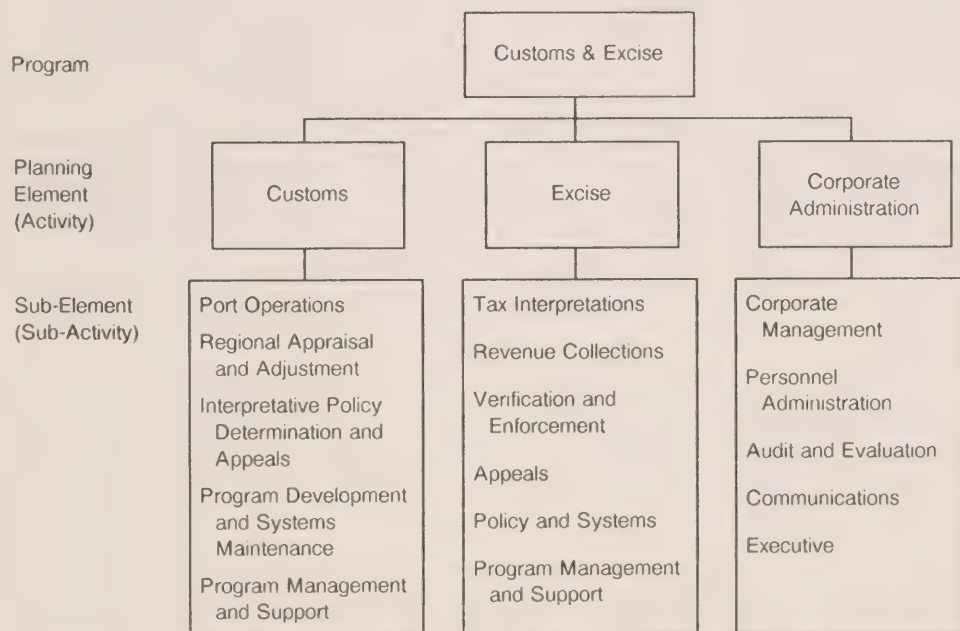 Program
Customs & Excise
Planning
Element
(Activity)
Customs
Excise
Corporate
Administration
Sub-Element
(Sub-Activity)
Port Operations
Regional Appraisal
and Adjustment
Interpretative Policy
Determination and
Appeals
Program Development
and Systems
Maintenance
Program Management
and Support
Tax Interpretations
Revenue Collections
Verification and
Enforcement
Appeals
Policy and Systems
Program Management
and Support
Corporate
Management
Personnel
Administration
Audit and Evaluation
Communications
Executive